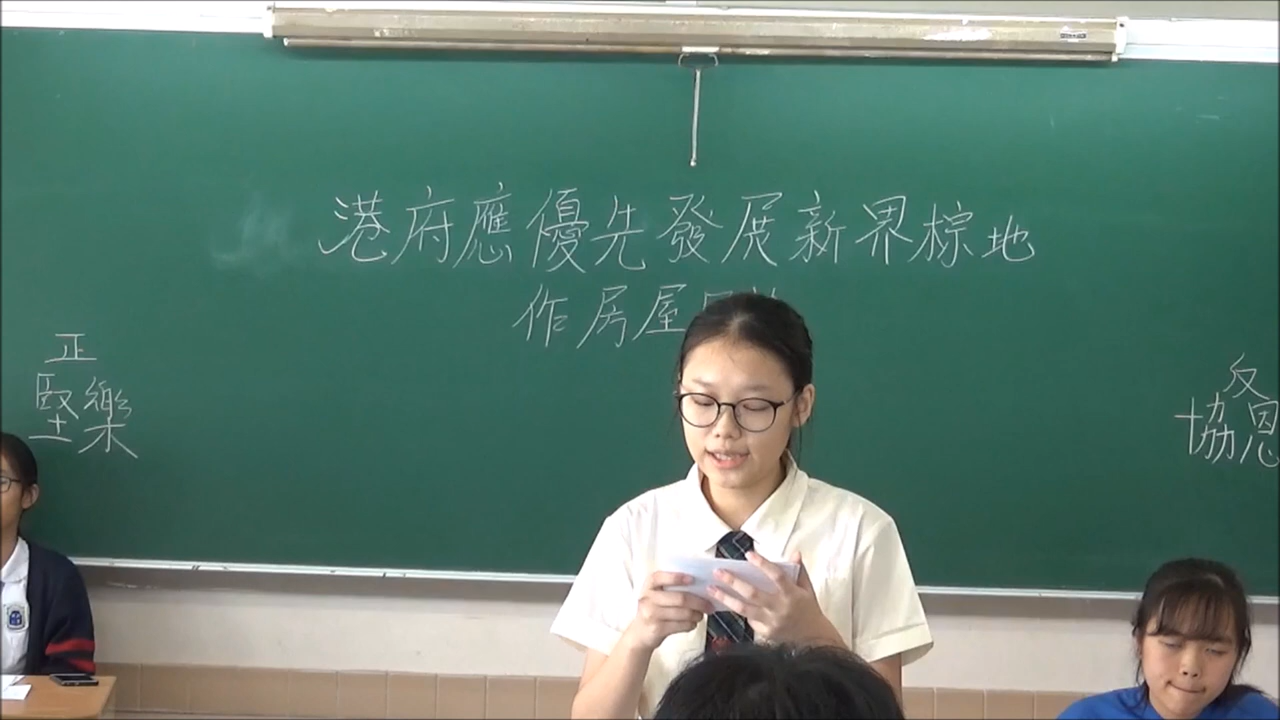 港府應優先發展新界棕地
作房屋
正
堅樂
反
協恩